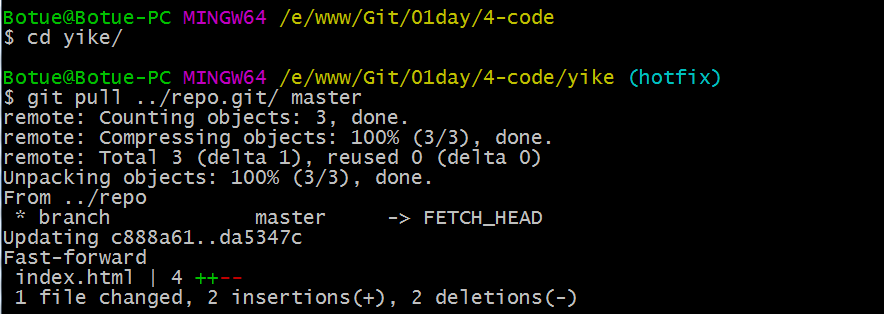 Botue@Botue-PC MINGW64 /e/www/Git/01day/4-code
$ cd yike/
Botue@Botue-PC MINGW64 /e/www/Git/01day/4-code/yike (hotfix)
$ git pull ../repo.git/ master
remote: Counting objects: 3, done.
remote: Compressing objects: 100% (3/3), done.
remote: Total 3 (delta 1), reused 0 (delta 0)
Unpacking objects: 100% (3/3), done.
From ../repo
 * branch            master     -> FETCH_HEAD
Updating c888a61..da5347c
Fast-forward
 index.html | 4 ++--
 1 file changed, 2 insertions(+), 2 deletions(-)